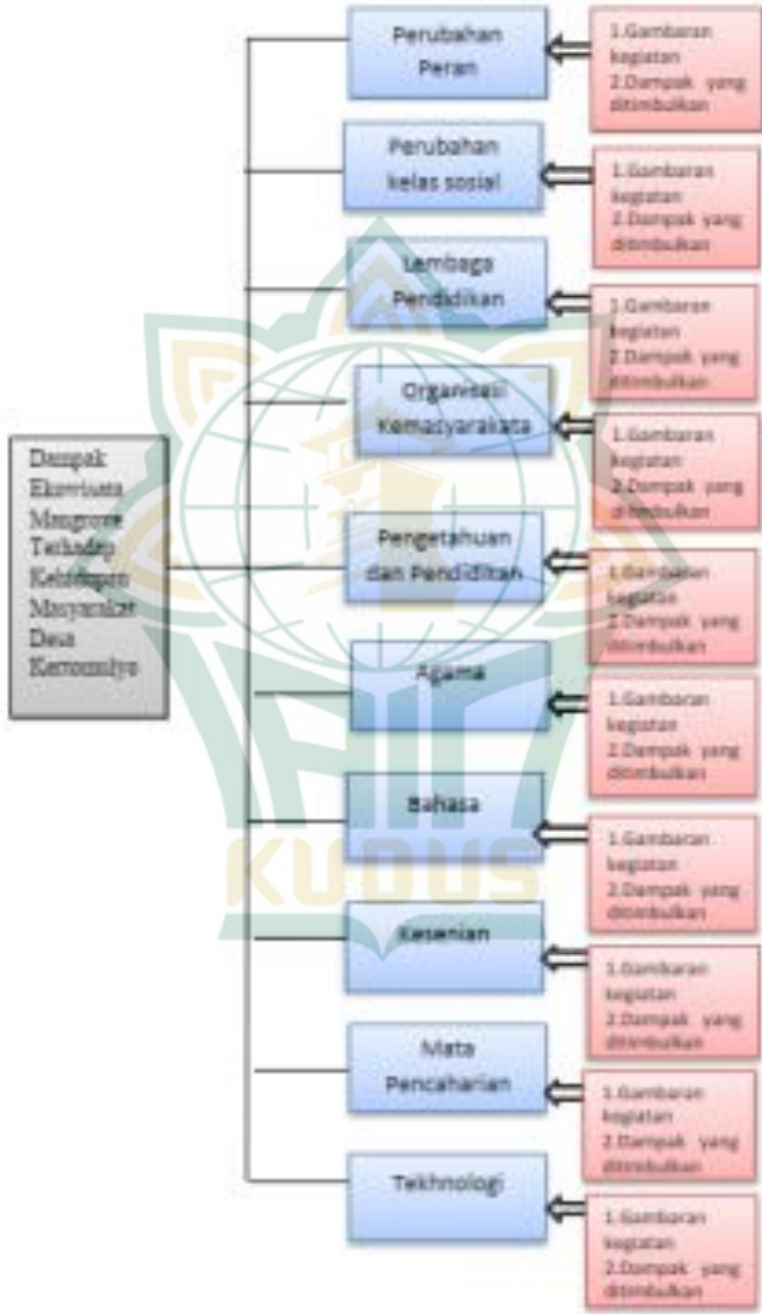 Dampak
Ekowisata
Mangrove
Terhadap
Kehidupan
Masyarakat
Desa
Kertomulyo
Perubahan
Peran
1.Gambaran
kegiatan
2.Dampak yang
ditimbulkan
Perubahan
kelas sosial
1.Gambaran
kegiatan
2.Dampak yang
ditimbulkan
Lembaga
Pendidikan
1.Gambaran
kegiatan
2.Dampak yang
ditimbulkan
Organisasi
Kemasyarakata
1.Gambaran
kegiatan
2.Dampak yang
ditimbulkan
Pengetahuan
dan Pendidikan
1.Gambaran
kegiatan
2.Dampak yang
ditimbulkan
Agama
1.Gambaran
kegiatan
2.Dampak yang
ditimbulkan
Bahasa
1.Gambaran
kegiatan
2.Dampak yang
ditimbulkan
KUDUS
Kesenian
1.Gambaran
kegiatan
2.Dampak yang
ditimbulkan
Mata
Pencaharian
1.Gambaran
kegiatan
2.Dampak yang
ditimbulkan
Tekhnologi
1.Gambaran
kegiatan
2.Dampak yang
ditimbulkan